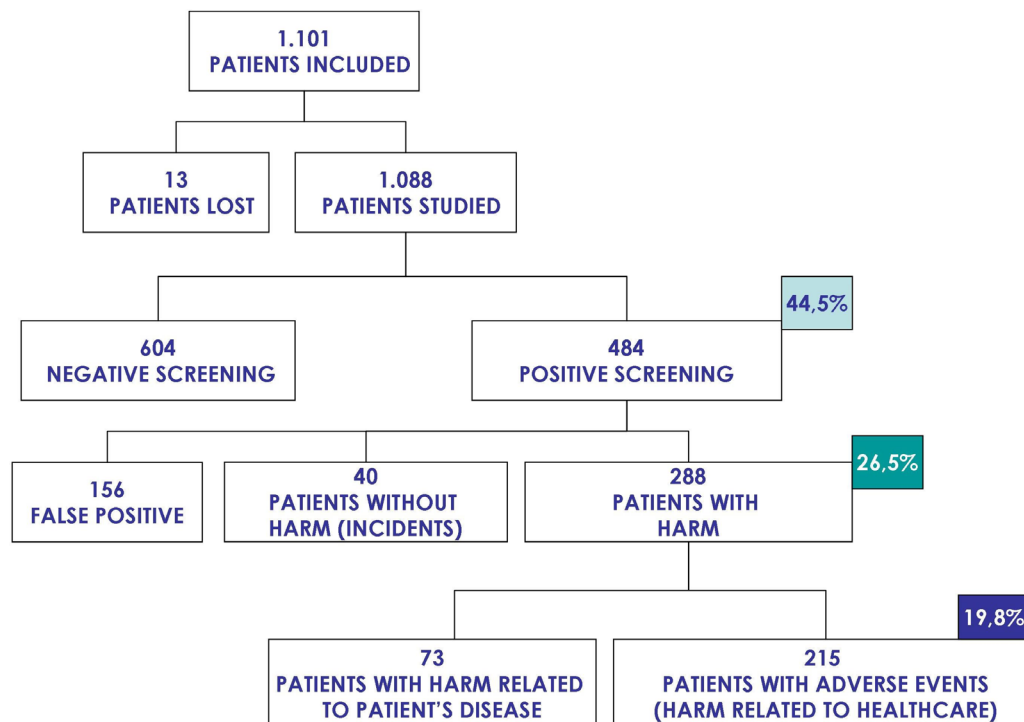 1.101
PATIENTS INCLUDED
13
PATIENTS LOST
1.088
PATIENTS STUDIED
44,5%
604
NEGATIVE SCREENING
484
POSITIVE SCREENING
26,5%
156
FALSE POSITIVE
40
PATIENTS WITHOUT
HARM (INCIDENTS)
288
PATIENTS WITH
HARM
19,8%
73
PATIENTS WITH HARM RELATED
TO PATIENT'S DISEASE
215
PATIENTS WITH ADVERSE EVENTS
(HARM RELATED TO HEALTHCARE)